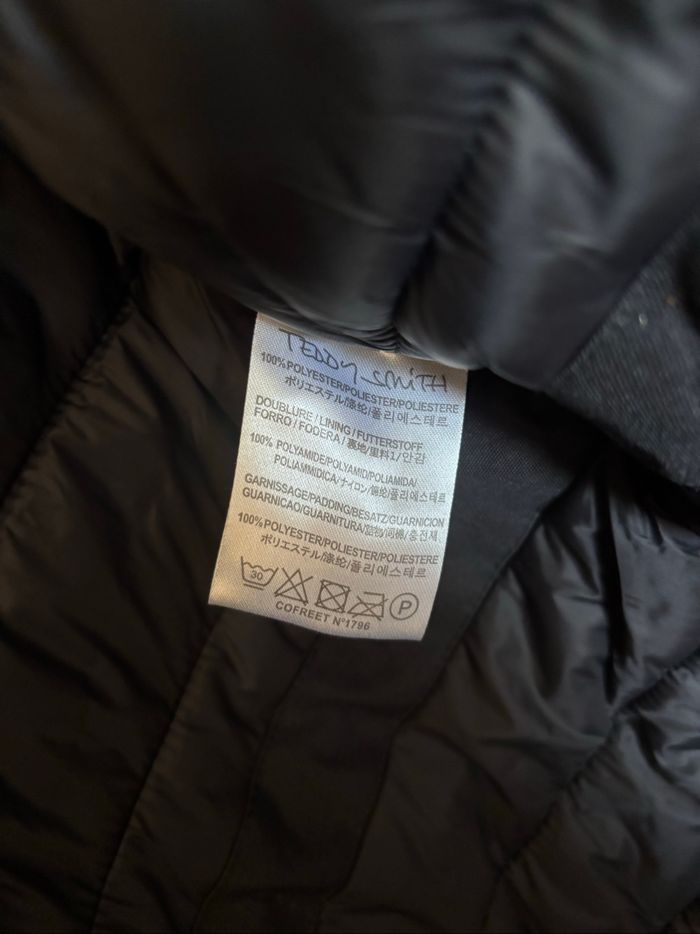 TEDDY SMITH
100%POLYESTER/POLIESTER/POLIESTERE
ポリエステル/涤纶/폴리에스테르
DOUBLURE / LINING / FUTTERSTOFF
FORRO / FODERA / 裏地/里料1/안감
100% POLYAMIDE/POLYAMID/POLIAMIDA/
POLIAMMIDICA/ナイロン/锦纶/폴리에스테르
GARNISSAGE/PADDING/BESATZ/GUARNICION
GUARNICAO/GUARNITURA/詰物/间棉/충전재
100%POLYESTER/POLIESTER/POLIESTERE
ポリエステル/涤纶/폴리에스테르
30 P
COFREET N°1796